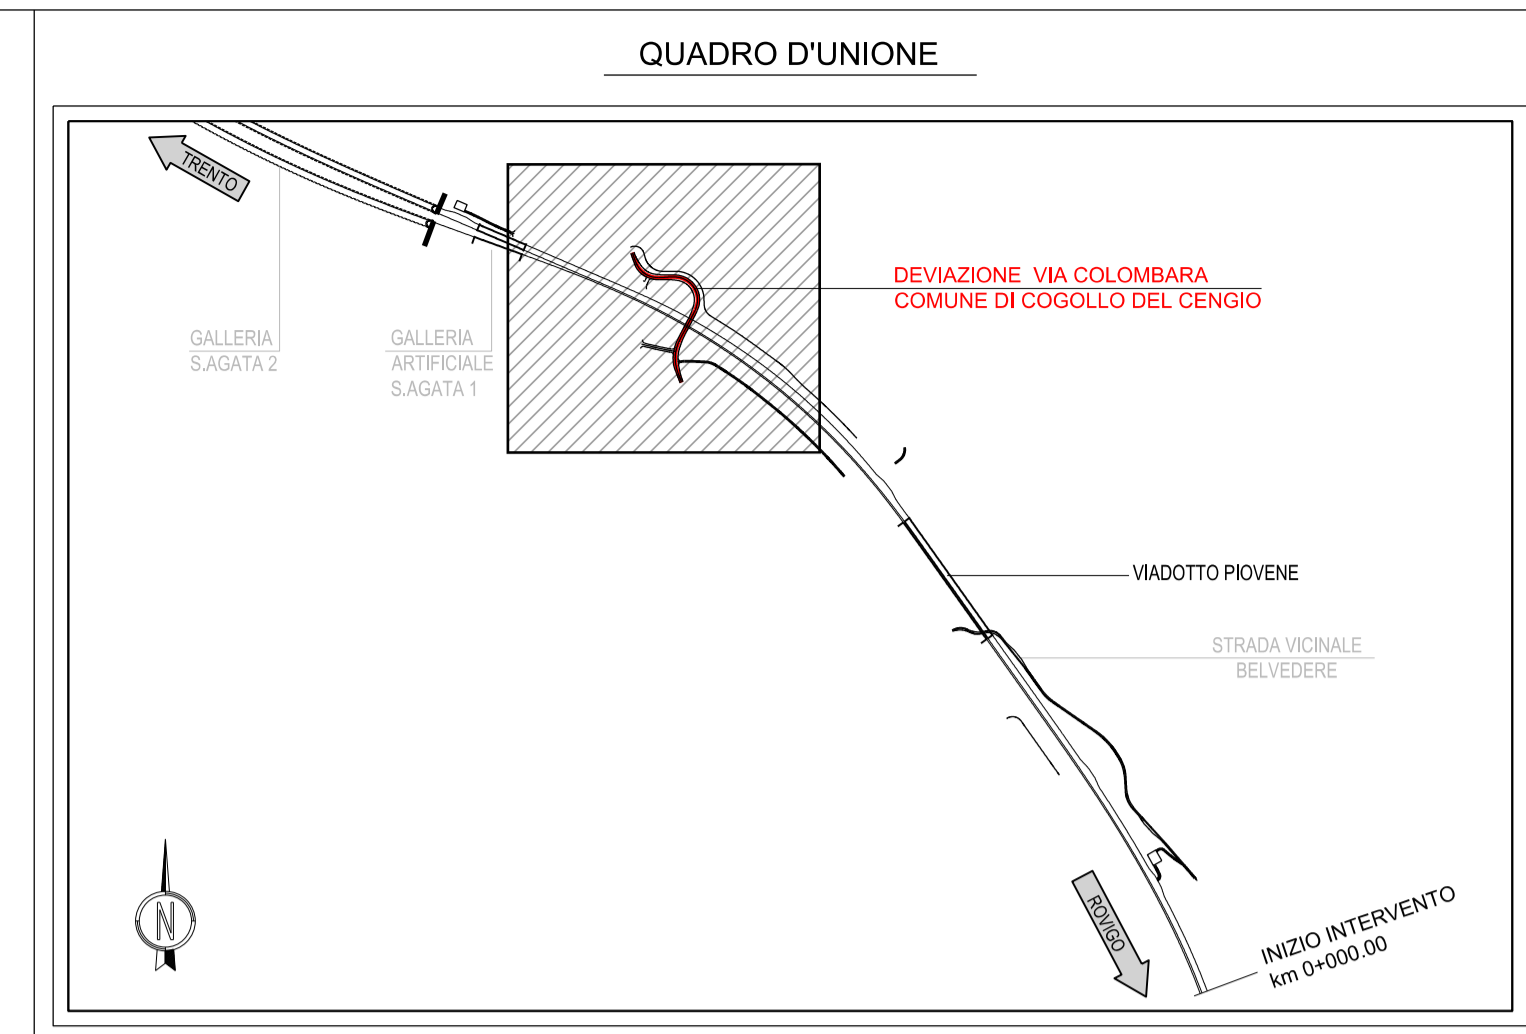 QUADRO D'UNIONE
TRENTO
DEVIAZIONE VIA COLOMBARA
COMUNE DI COGOLLO DEL CENGIO
GALLERIA
S.AGATA 2
GALLERIA
ARTIFICIALE
S.AGATA 1
VIADOTTO PIOVENE
STRADA VICINALE
BELVEDERE
ROVIGO
INIZIO INTERVENTO
km 0+000.00
N